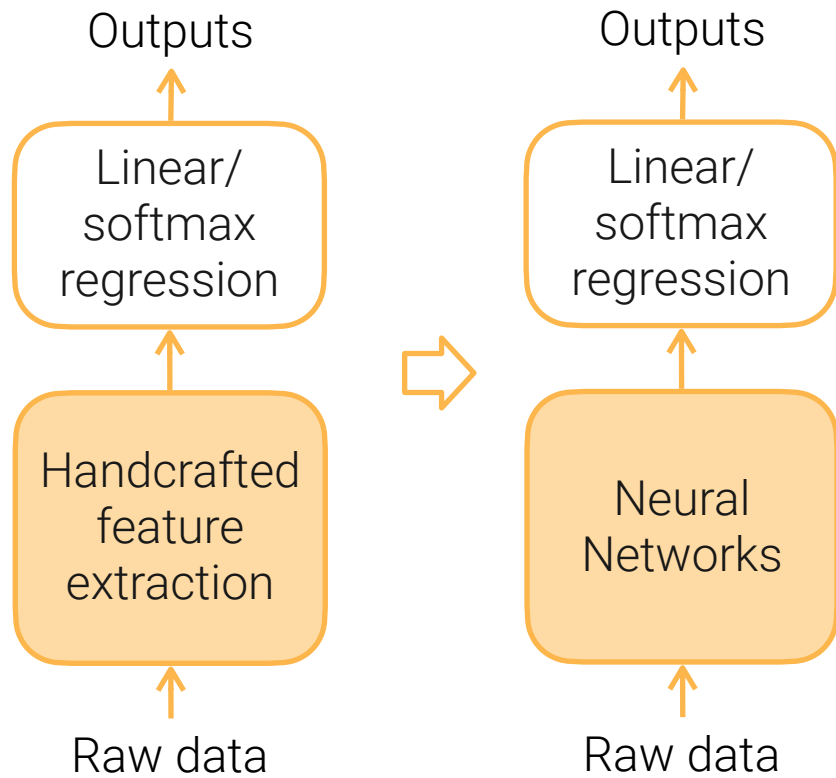 Outputs
Linear/
softmax
regression
Handcrafted
feature
extraction
Raw data
Outputs
Linear/
softmax
regression
Neural
Networks
Raw data